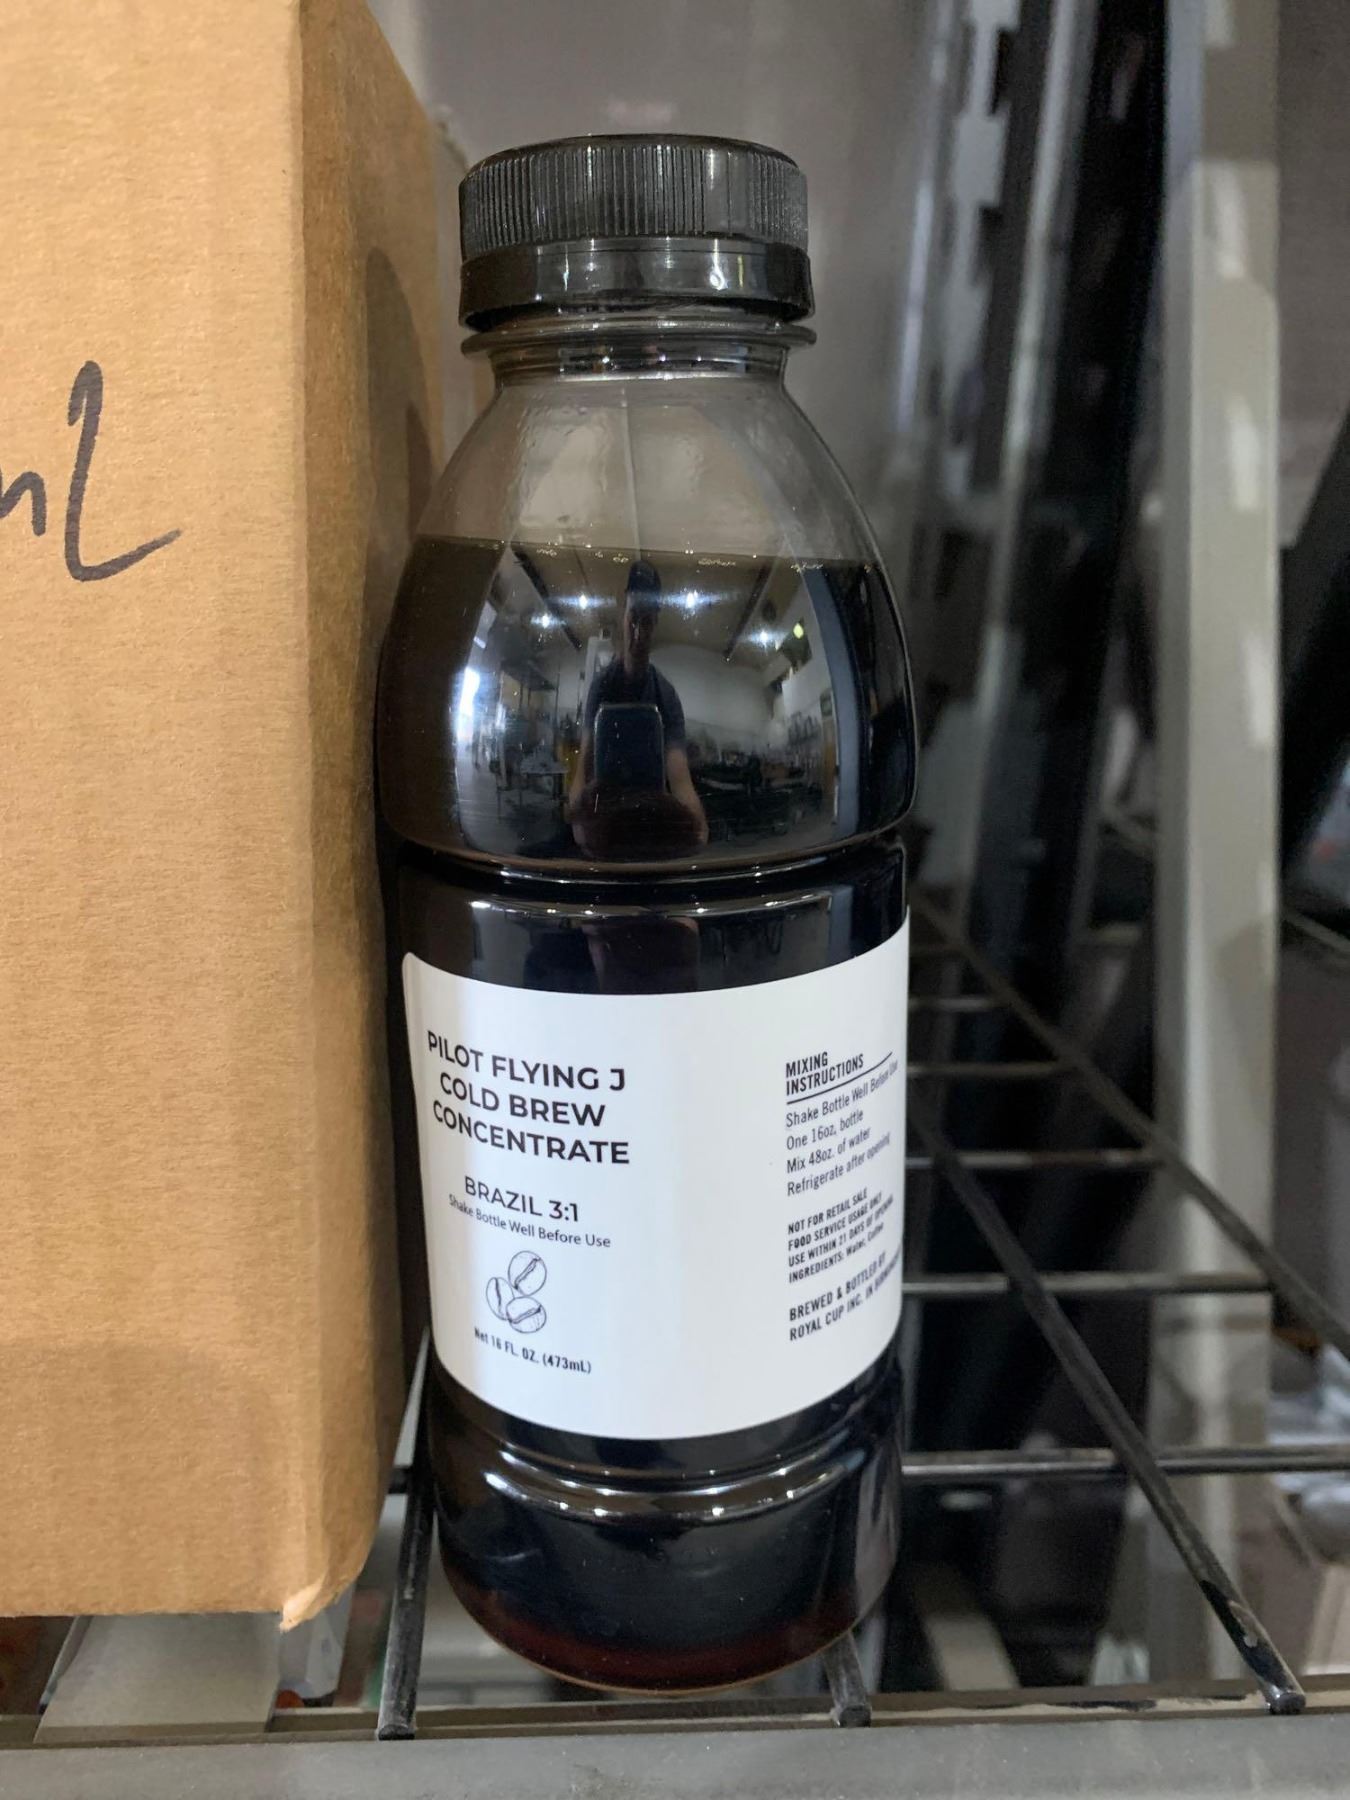 mL
PILOT FLYING J
COLD BREW
CONCENTRATE
BRAZIL 3:1
Shake Bottle Well Before Use
Net 16 FL. OZ. (473mL)
MIXING
INSTRUCTIONS
Shake Bottle Well Before Use
One 16oz. bottle
Mix 48oz. of water
Refrigerate after opening
NOT FOR RETAIL SALE
FOOD SERVICE USAGE ONLY
USE WITHIN 21 DAYS OF OPENING
INGREDIENTS: Water, Coffee
BREWED & BOTTLED BY
ROYAL CUP INC. IN